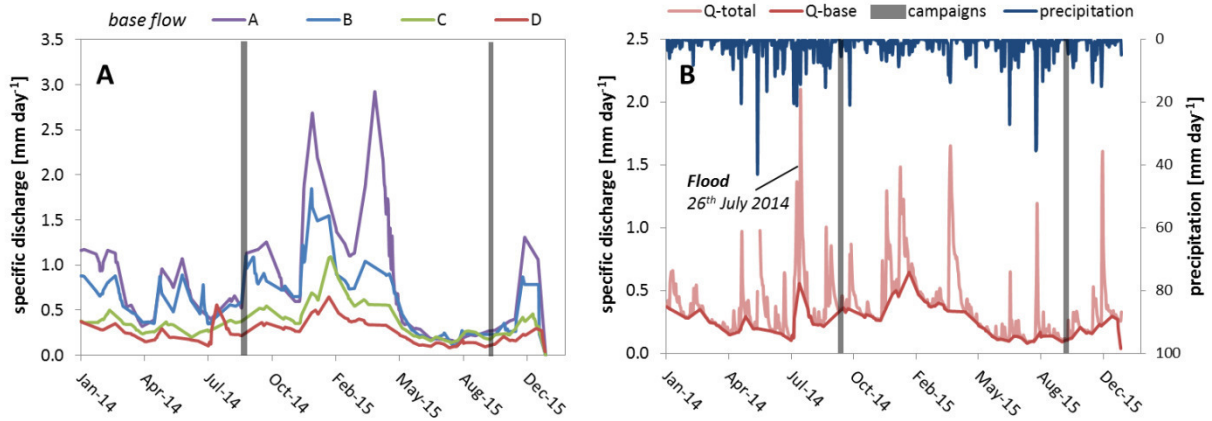 base flow A B C D
3.5
3.0
2.5
2.0
1.5
1.0
0.5
0.0
specific discharge [mm day⁻¹]
A
Jan-14 Apr-14 Jul-14 Oct-14 Feb-15 May-15 Aug-15 Dec-15
Q-total Q-base campaigns precipitation
2.5
2.0
1.5
1.0
0.5
0.0
specific discharge [mm day⁻¹]
B
Flood
26th July 2014
0
20
40
60
80
100
precipitation [mm day⁻¹]
Jan-14 Apr-14 Jul-14 Oct-14 Feb-15 May-15 Aug-15 Dec-15